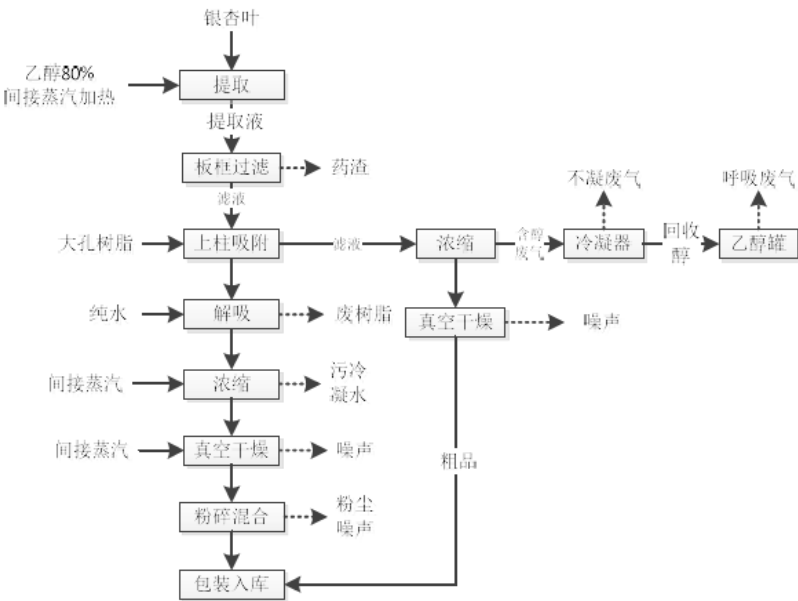 银杏叶
乙醇80%
间接蒸汽加热
提取
提取液
板框过滤
药渣
滤液
不凝废气
呼吸废气
大孔树脂
上柱吸附
滤液
浓缩
含醇
废气
冷凝器
回收
醇
乙醇罐
纯水
解吸
废树脂
真空干燥
噪声
间接蒸汽
浓缩
污冷
凝水
间接蒸汽
真空干燥
噪声
粗品
粉碎混合
粉尘
噪声
包装入库